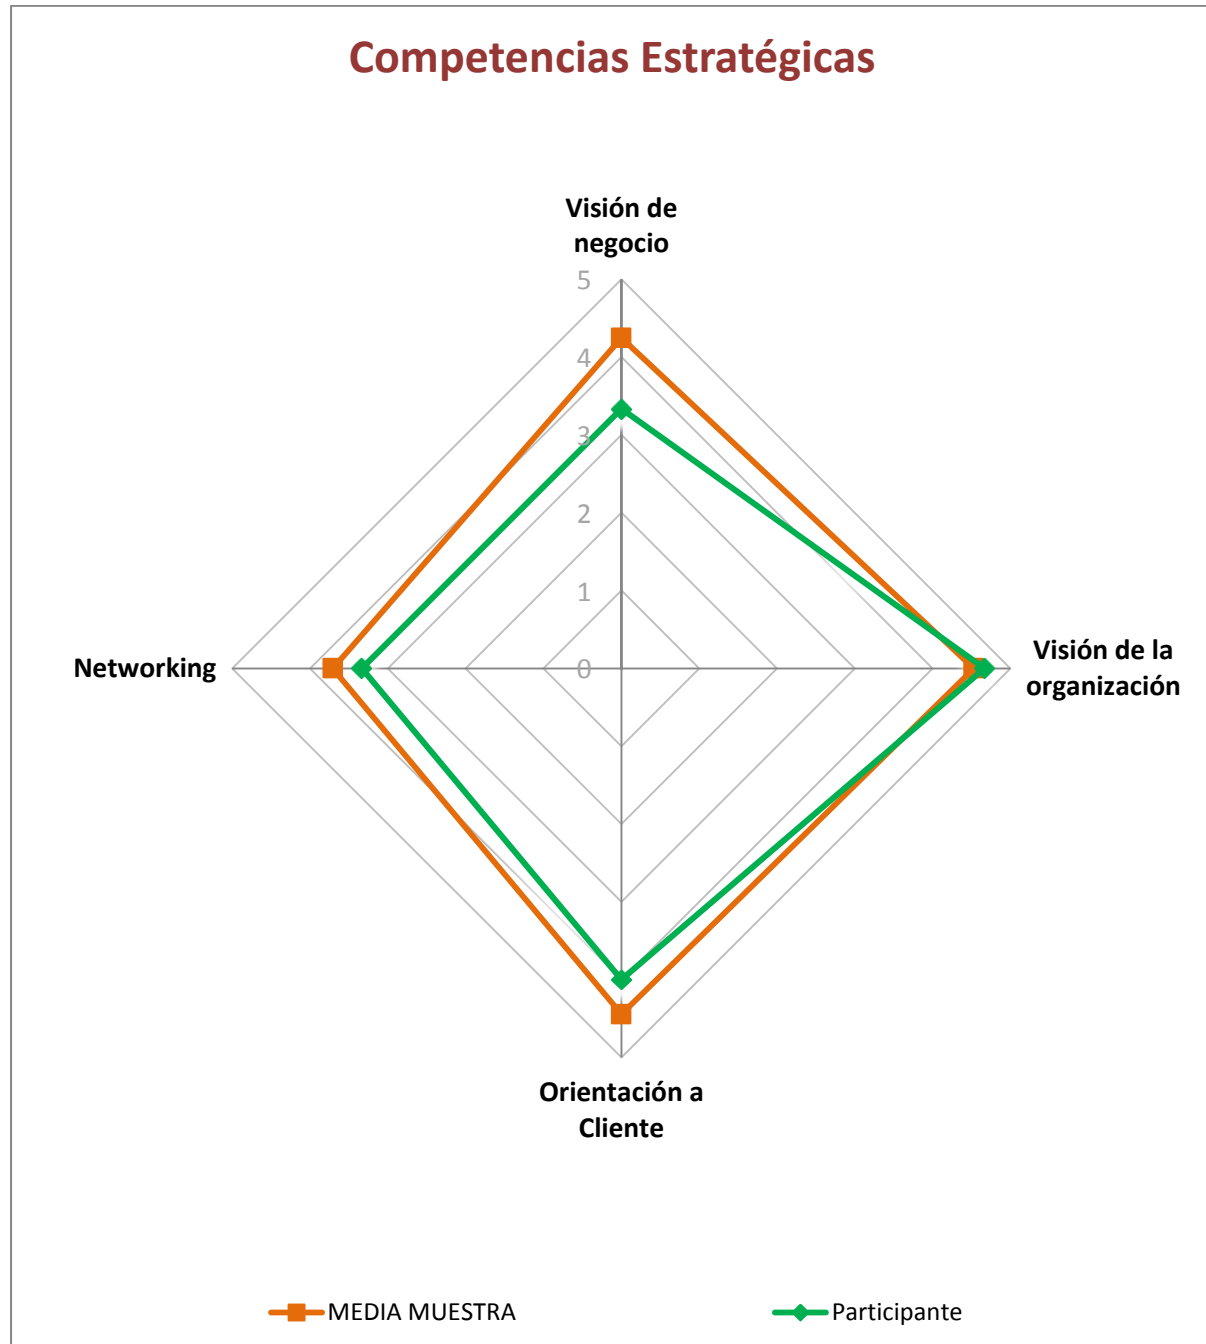 Competencias Estratégicas
Visión de
negocio
5
4
3
2
1
0
Networking
Visión de la
organización
Orientación a
Cliente
MEDIA MUESTRA
Participante